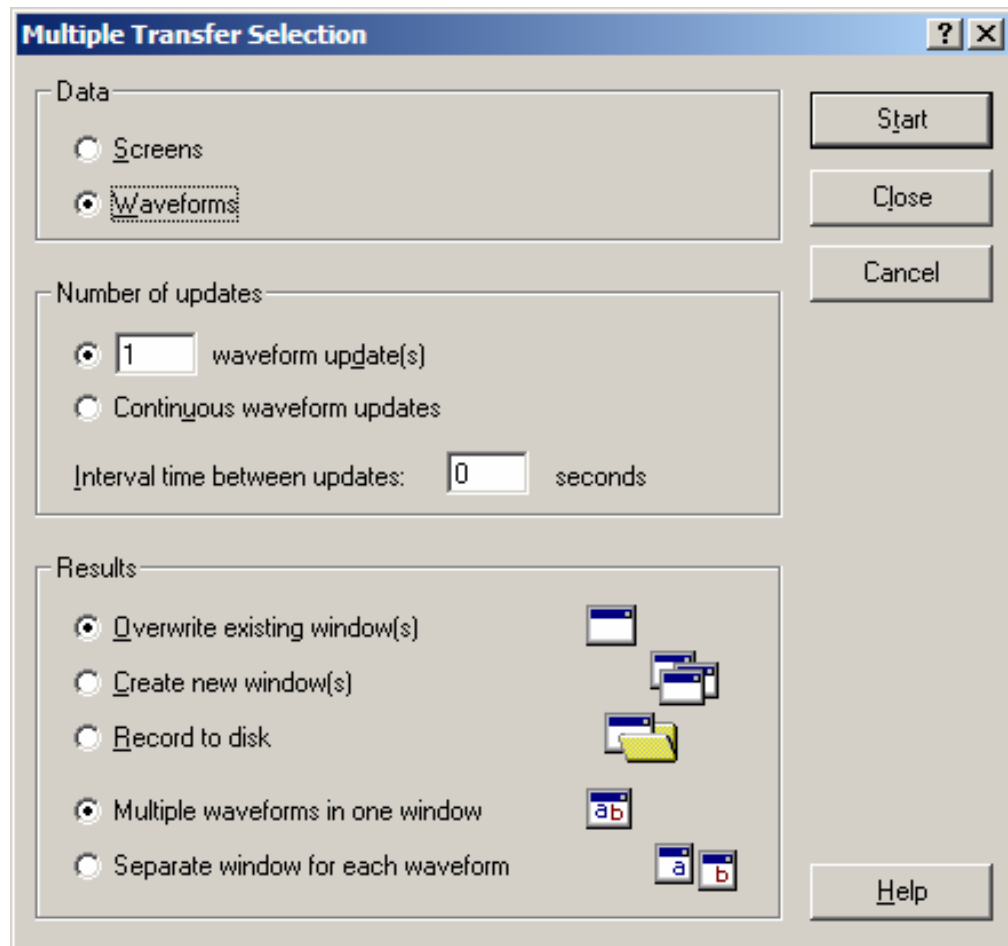 Multiple Transfer Selection
Data
Screens
Waveforms
Start
Close
Cancel
Number of updates
1 waveform update(s)
Continuous waveform updates
Interval time between updates: 0 seconds
Results
Overwrite existing window(s)
Create new window(s)
Record to disk
Multiple waveforms in one window ab
Separate window for each waveform a b
Help